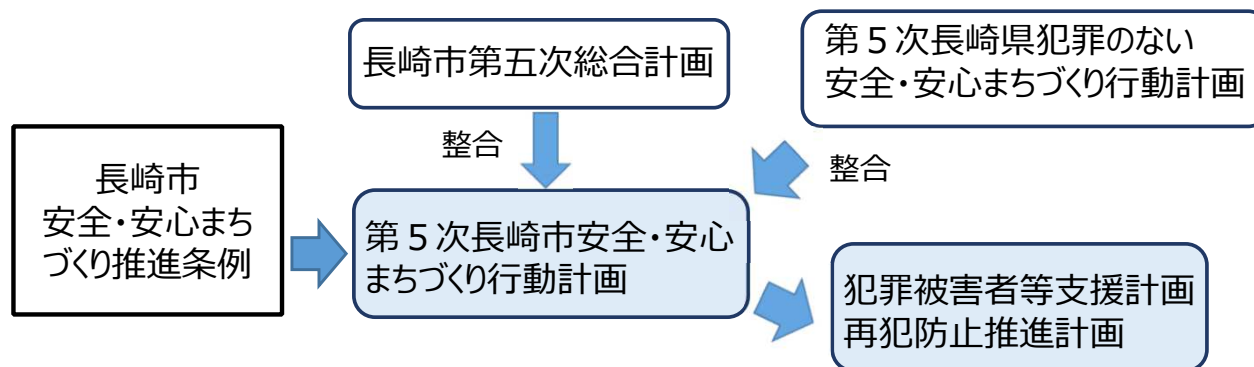 長崎市第五次総合計画
第５次長崎県犯罪のない
安全・安心まちづくり行動計画
整合
整合
長崎市
安全・安心まち
づくり推進条例
第５次長崎市安全・安心
まちづくり行動計画
犯罪被害者等支援計画
再犯防止推進計画